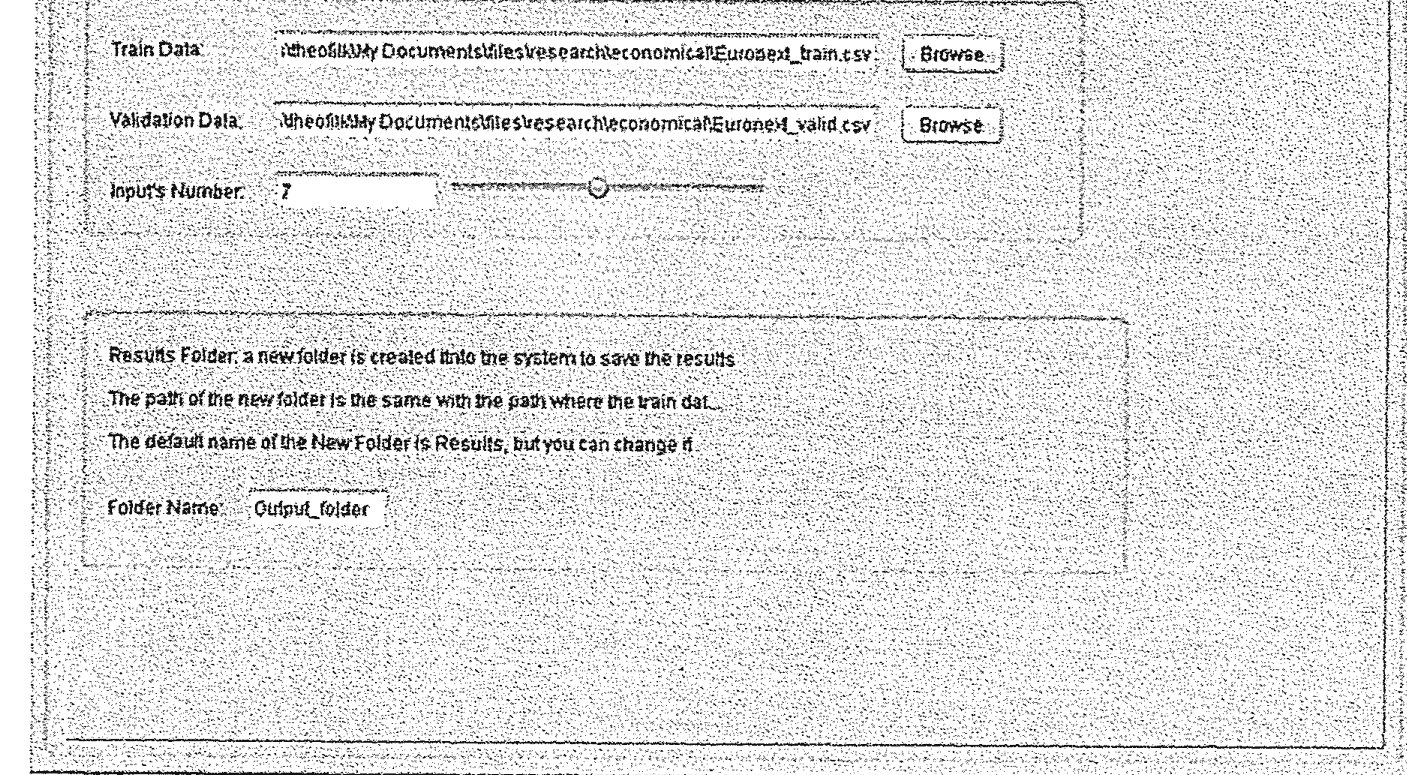 Train Data: \theofilk\My Documents\files\research\economical\Euronext_train.csv Browse
Validation Data: \theofilk\My Documents\files\research\economical\Euronext_valid.csv Browse
Input's Number: 7
Results Folder: a new folder is created itnto the system to save the results
The path of the new folder is the same with the path where the train dat...
The default name of the New Folder is Results, but you can change it
Folder Name: Output_folder